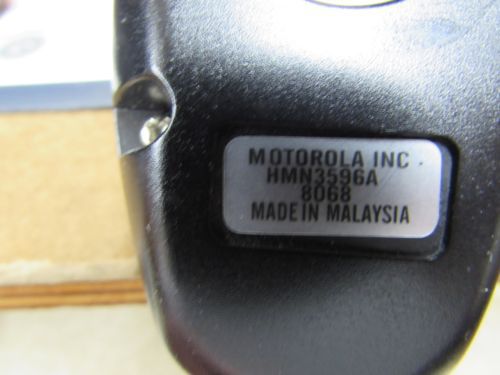 MOTOROLA INC.
HMN3596A
8068
MADE IN MALAYSIA